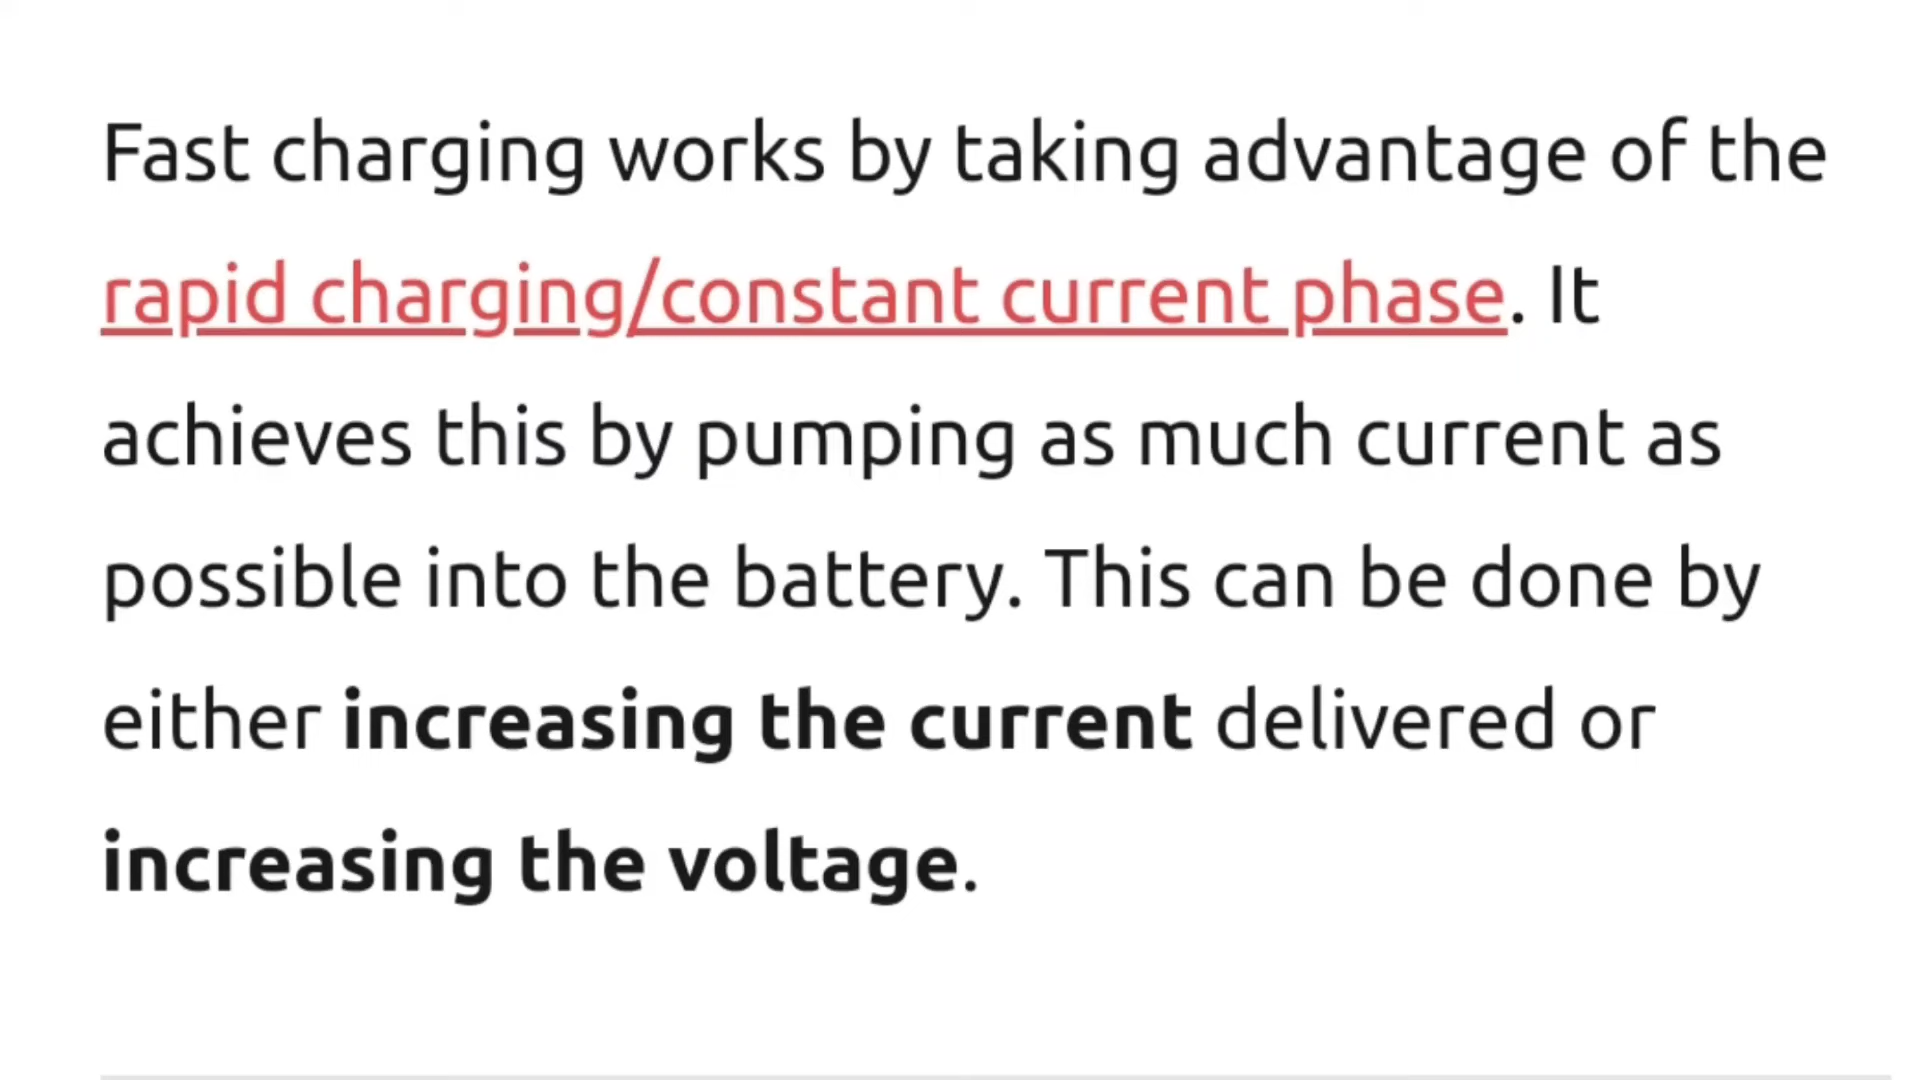 Fast charging works by taking advantage of the
rapid charging/constant current phase. It
achieves this by pumping as much current as
possible into the battery. This can be done by
either increasing the current delivered or
increasing the voltage.